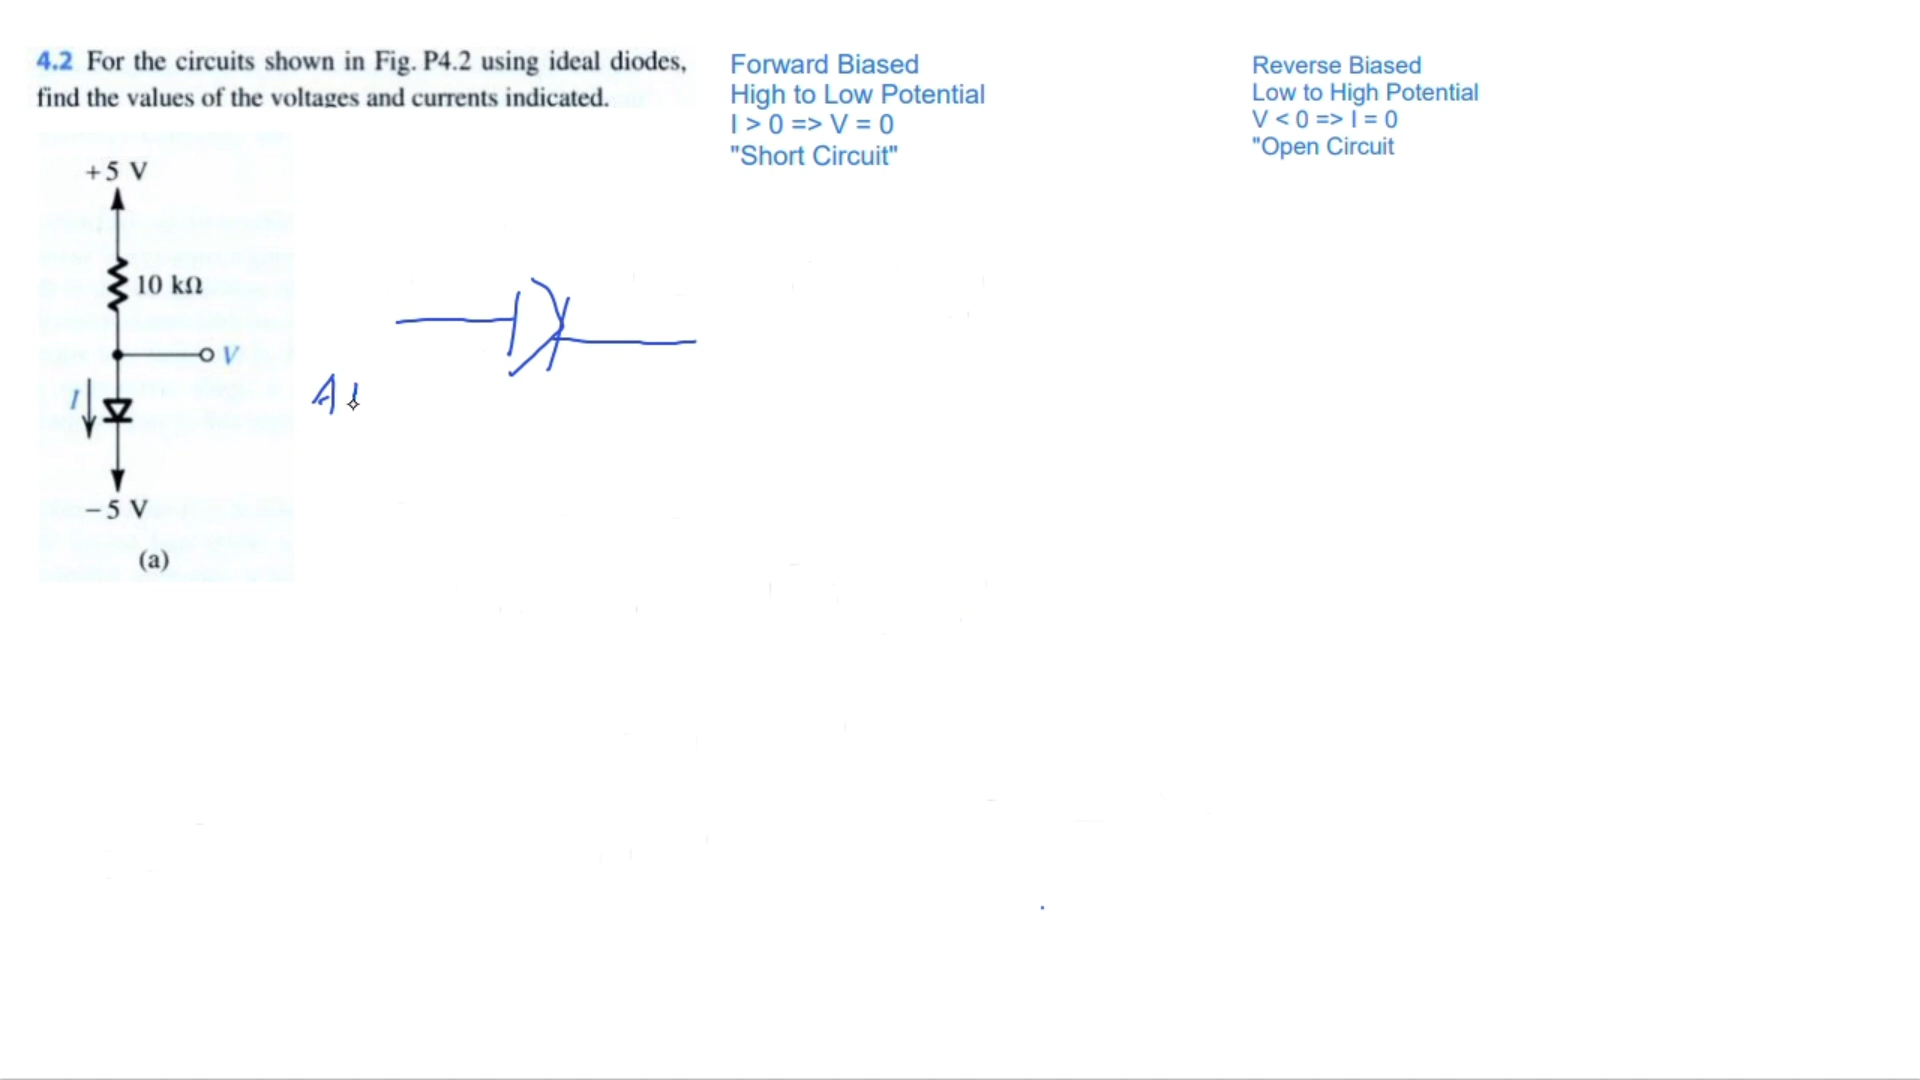 4.2 For the circuits shown in Fig. P4.2 using ideal diodes,
find the values of the voltages and currents indicated.
Forward Biased
High to Low Potential
I > 0 => V = 0
"Short Circuit"
Reverse Biased
Low to High Potential
V < 0 => I = 0
"Open Circuit
+5 V
10 kΩ
V
I
−5 V
(a)